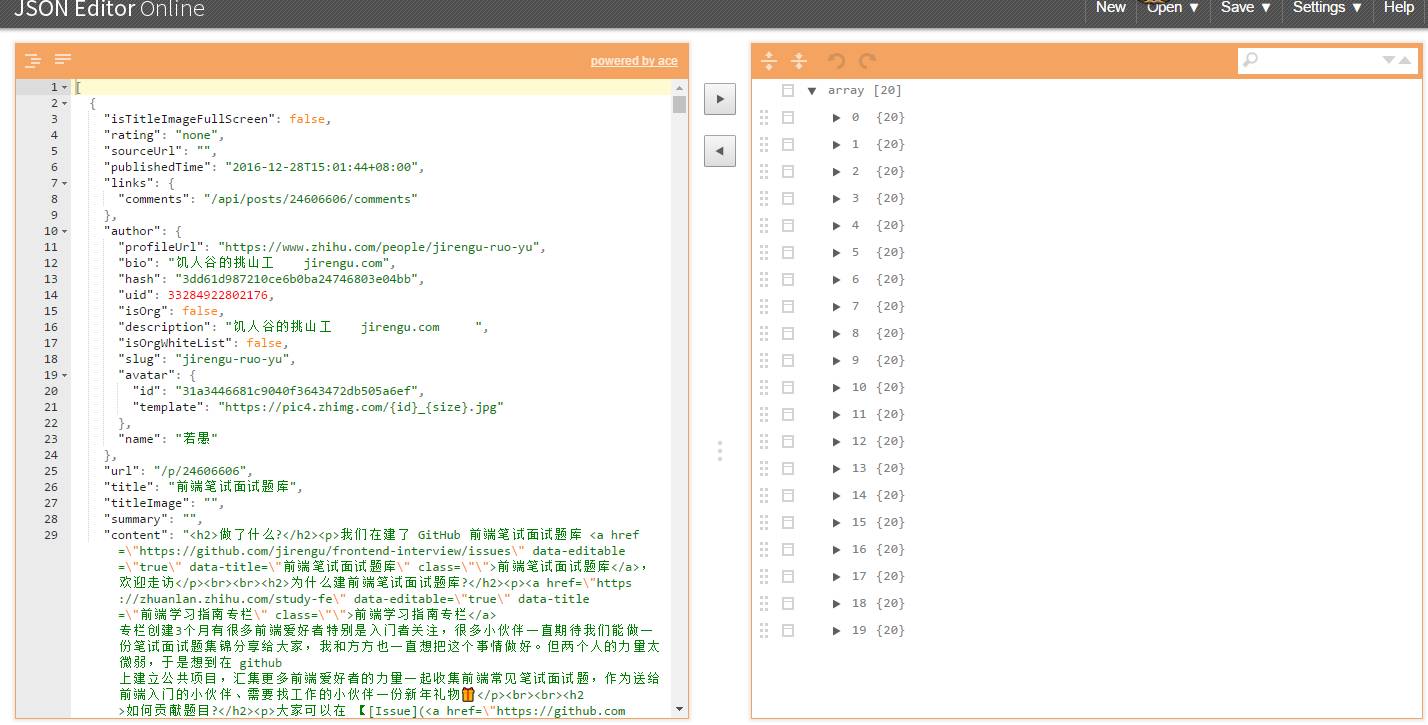 JSON Editor Online
New Open ▼ Save ▼ Settings ▼ Help
powered by ace
1 [
2 {
3 "isTitleImageFullScreen": false,
4 "rating": "none",
5 "sourceUrl": "",
6 "publishedTime": "2016-12-28T15:01:44+08:00",
7 "links": {
8 "comments": "/api/posts/24606606/comments"
9 },
10 "author": {
11 "profileUrl": "https://www.zhihu.com/people/jirengu-ruo-yu",
12 "bio": "饥人谷的挑山工    jirengu.com",
13 "hash": "3dd61d987210ce6b0ba24746803e04bb",
14 "uid": 33284922802176,
15 "isOrg": false,
16 "description": "饥人谷的挑山工    jirengu.com     ",
17 "isOrgWhiteList": false,
18 "slug": "jirengu-ruo-yu",
19 "avatar": {
20 "id": "31a3446681c9040f3643472db505a6ef",
21 "template": "https://pic4.zhimg.com/{id}_{size}.jpg"
22 },
23 "name": "若愚"
24 },
25 "url": "/p/24606606",
26 "title": "前端笔试面试题库",
27 "titleImage": "",
28 "summary": "",
29 "content": "<h2>做了什么?</h2><p>我们在建了 GitHub 前端笔试面试题库 <a href
=\"https://github.com/jirengu/frontend-interview/issues\" data-editable
=\"true\" data-title=\"前端笔试面试题库\" class=\"\">前端笔试面试题库</a>，
欢迎走访</p><br><br><h2>为什么建前端笔试面试题库?</h2><p><a href=\"https
://zhuanlan.zhihu.com/study-fe\" data-editable=\"true\" data-title
=\"前端学习指南专栏\" class=\"\">前端学习指南专栏</a>
专栏创建3个月有很多前端爱好者特别是入门者关注，很多小伙伴一直期待我们能做一
份笔试面试题集锦分享给大家，我和方方也一直想把这个事情做好。但两个人的力量太
微弱，于是想到在 github
上建立公共项目，汇集更多前端爱好者的力量一起收集前端常见笔试面试题，作为送给
前端入门的小伙伴、需要找工作的小伙伴一份新年礼物🎁</p><br><br><h2
>如何贡献题目?</h2><p>大家可以在 【[Issue](<a href=\"https://github.com
▼ array [20]
▶ 0 {20}
▶ 1 {20}
▶ 2 {20}
▶ 3 {20}
▶ 4 {20}
▶ 5 {20}
▶ 6 {20}
▶ 7 {20}
▶ 8 {20}
▶ 9 {20}
▶ 10 {20}
▶ 11 {20}
▶ 12 {20}
▶ 13 {20}
▶ 14 {20}
▶ 15 {20}
▶ 16 {20}
▶ 17 {20}
▶ 18 {20}
▶ 19 {20}